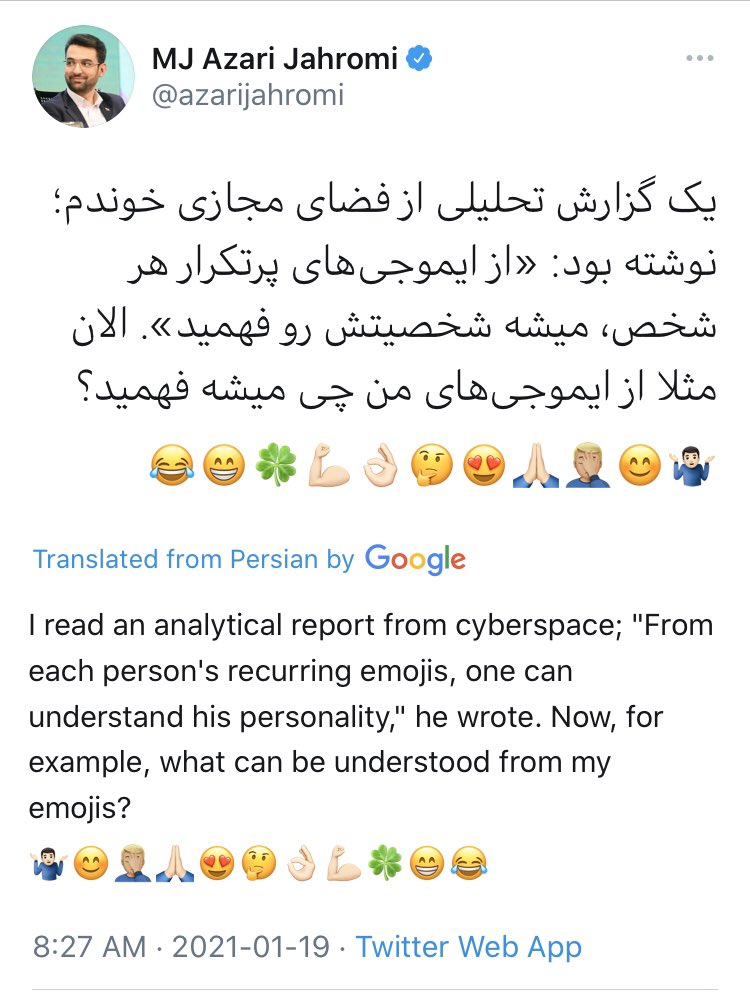 MJ Azari Jahromi
@azarijahromi
یک گزارش تحلیلی از فضای مجازی خوندم؛
نوشته بود: «از ایموجی‌های پرتکرار هر
شخص، میشه شخصیتش رو فهمید». الان
مثلا از ایموجی‌های من چی میشه فهمید؟
🤷🏻‍♂️😊🤦🏼‍♂️🙏🏻😍🤔👌🏻💪🏻🍀😁😂
Translated from Persian by Google
I read an analytical report from cyberspace; "From
each person's recurring emojis, one can
understand his personality," he wrote. Now, for
example, what can be understood from my
emojis?
🤷🏻‍♂️😊🤦🏼‍♂️🙏🏻😍🤔👌🏻💪🏻🍀😁😂
8:27 AM · 2021-01-19 · Twitter Web App